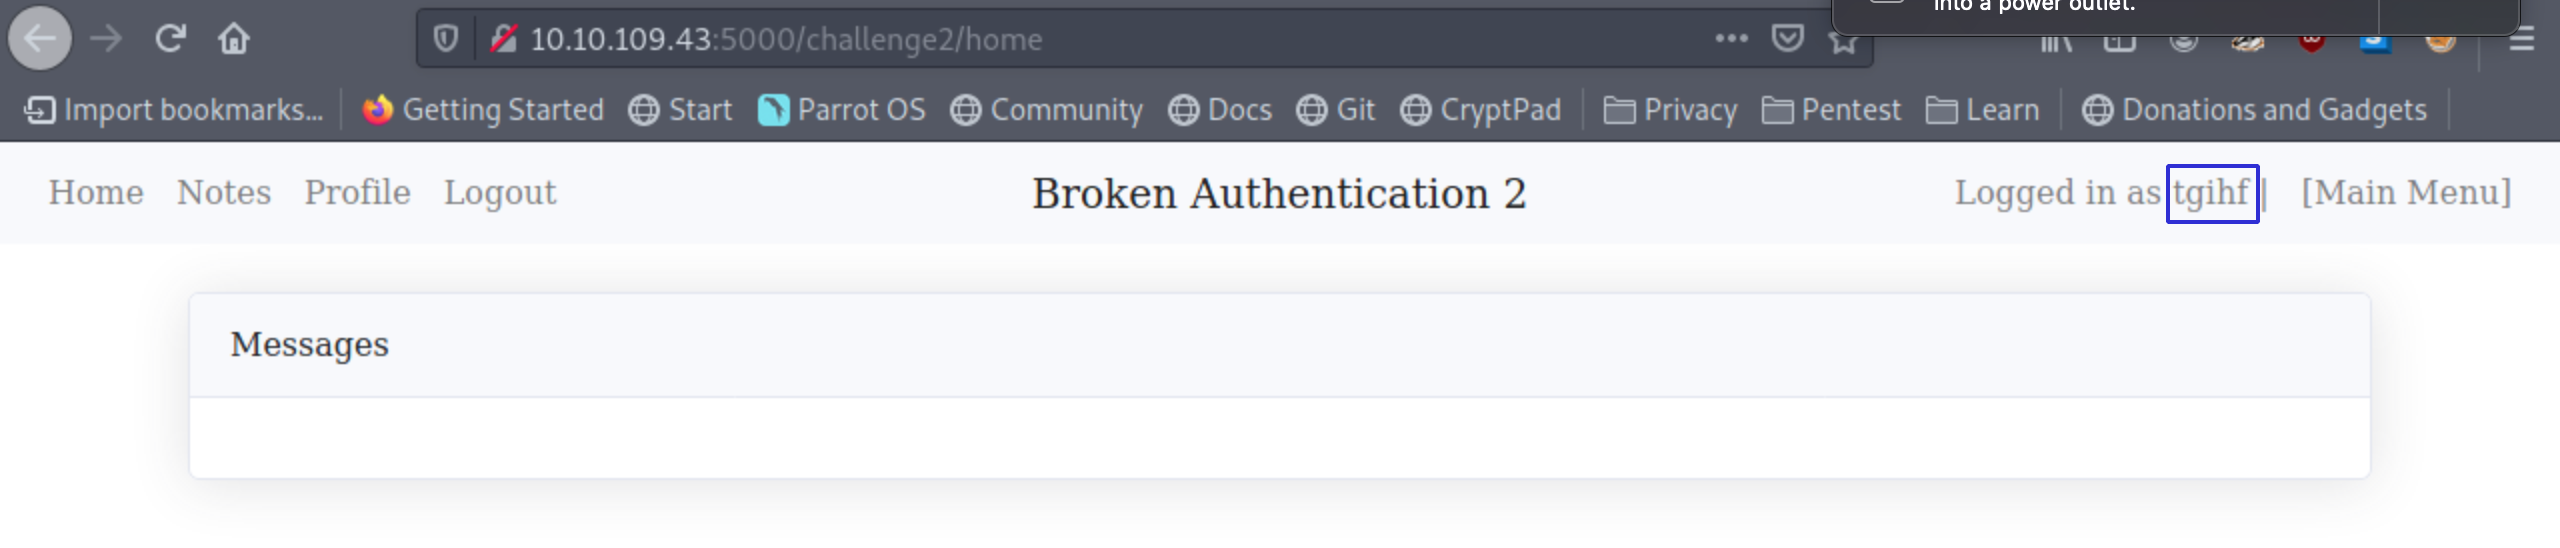 into a power outlet.
10.10.109.43:5000/challenge2/home
Import bookmarks... Getting Started Start Parrot OS Community Docs Git CryptPad Privacy Pentest Learn Donations and Gadgets
Home Notes Profile Logout Broken Authentication 2 Logged in as tgihf | [Main Menu]
Messages